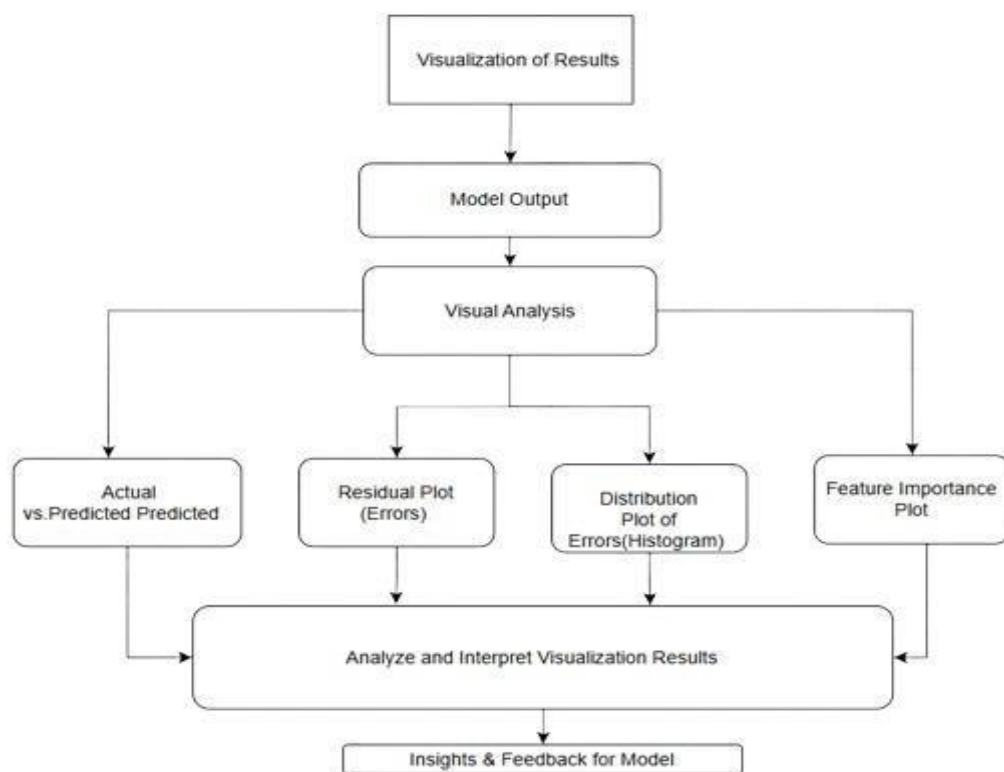 Visualization of Results
Model Output
Visual Analysis
Actual
vs.Predicted Predicted
Residual Plot
(Errors)
Distribution
Plot of
Errors(Histogram)
Feature Importance
Plot
Analyze and Interpret Visualization Results
Insights & Feedback for Model